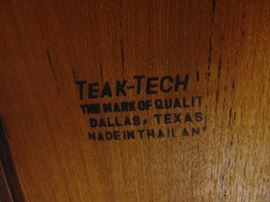 TEAK-TECH
THE MARK OF QUALIT
DALLAS, TEXAS
MADE IN THAILAN